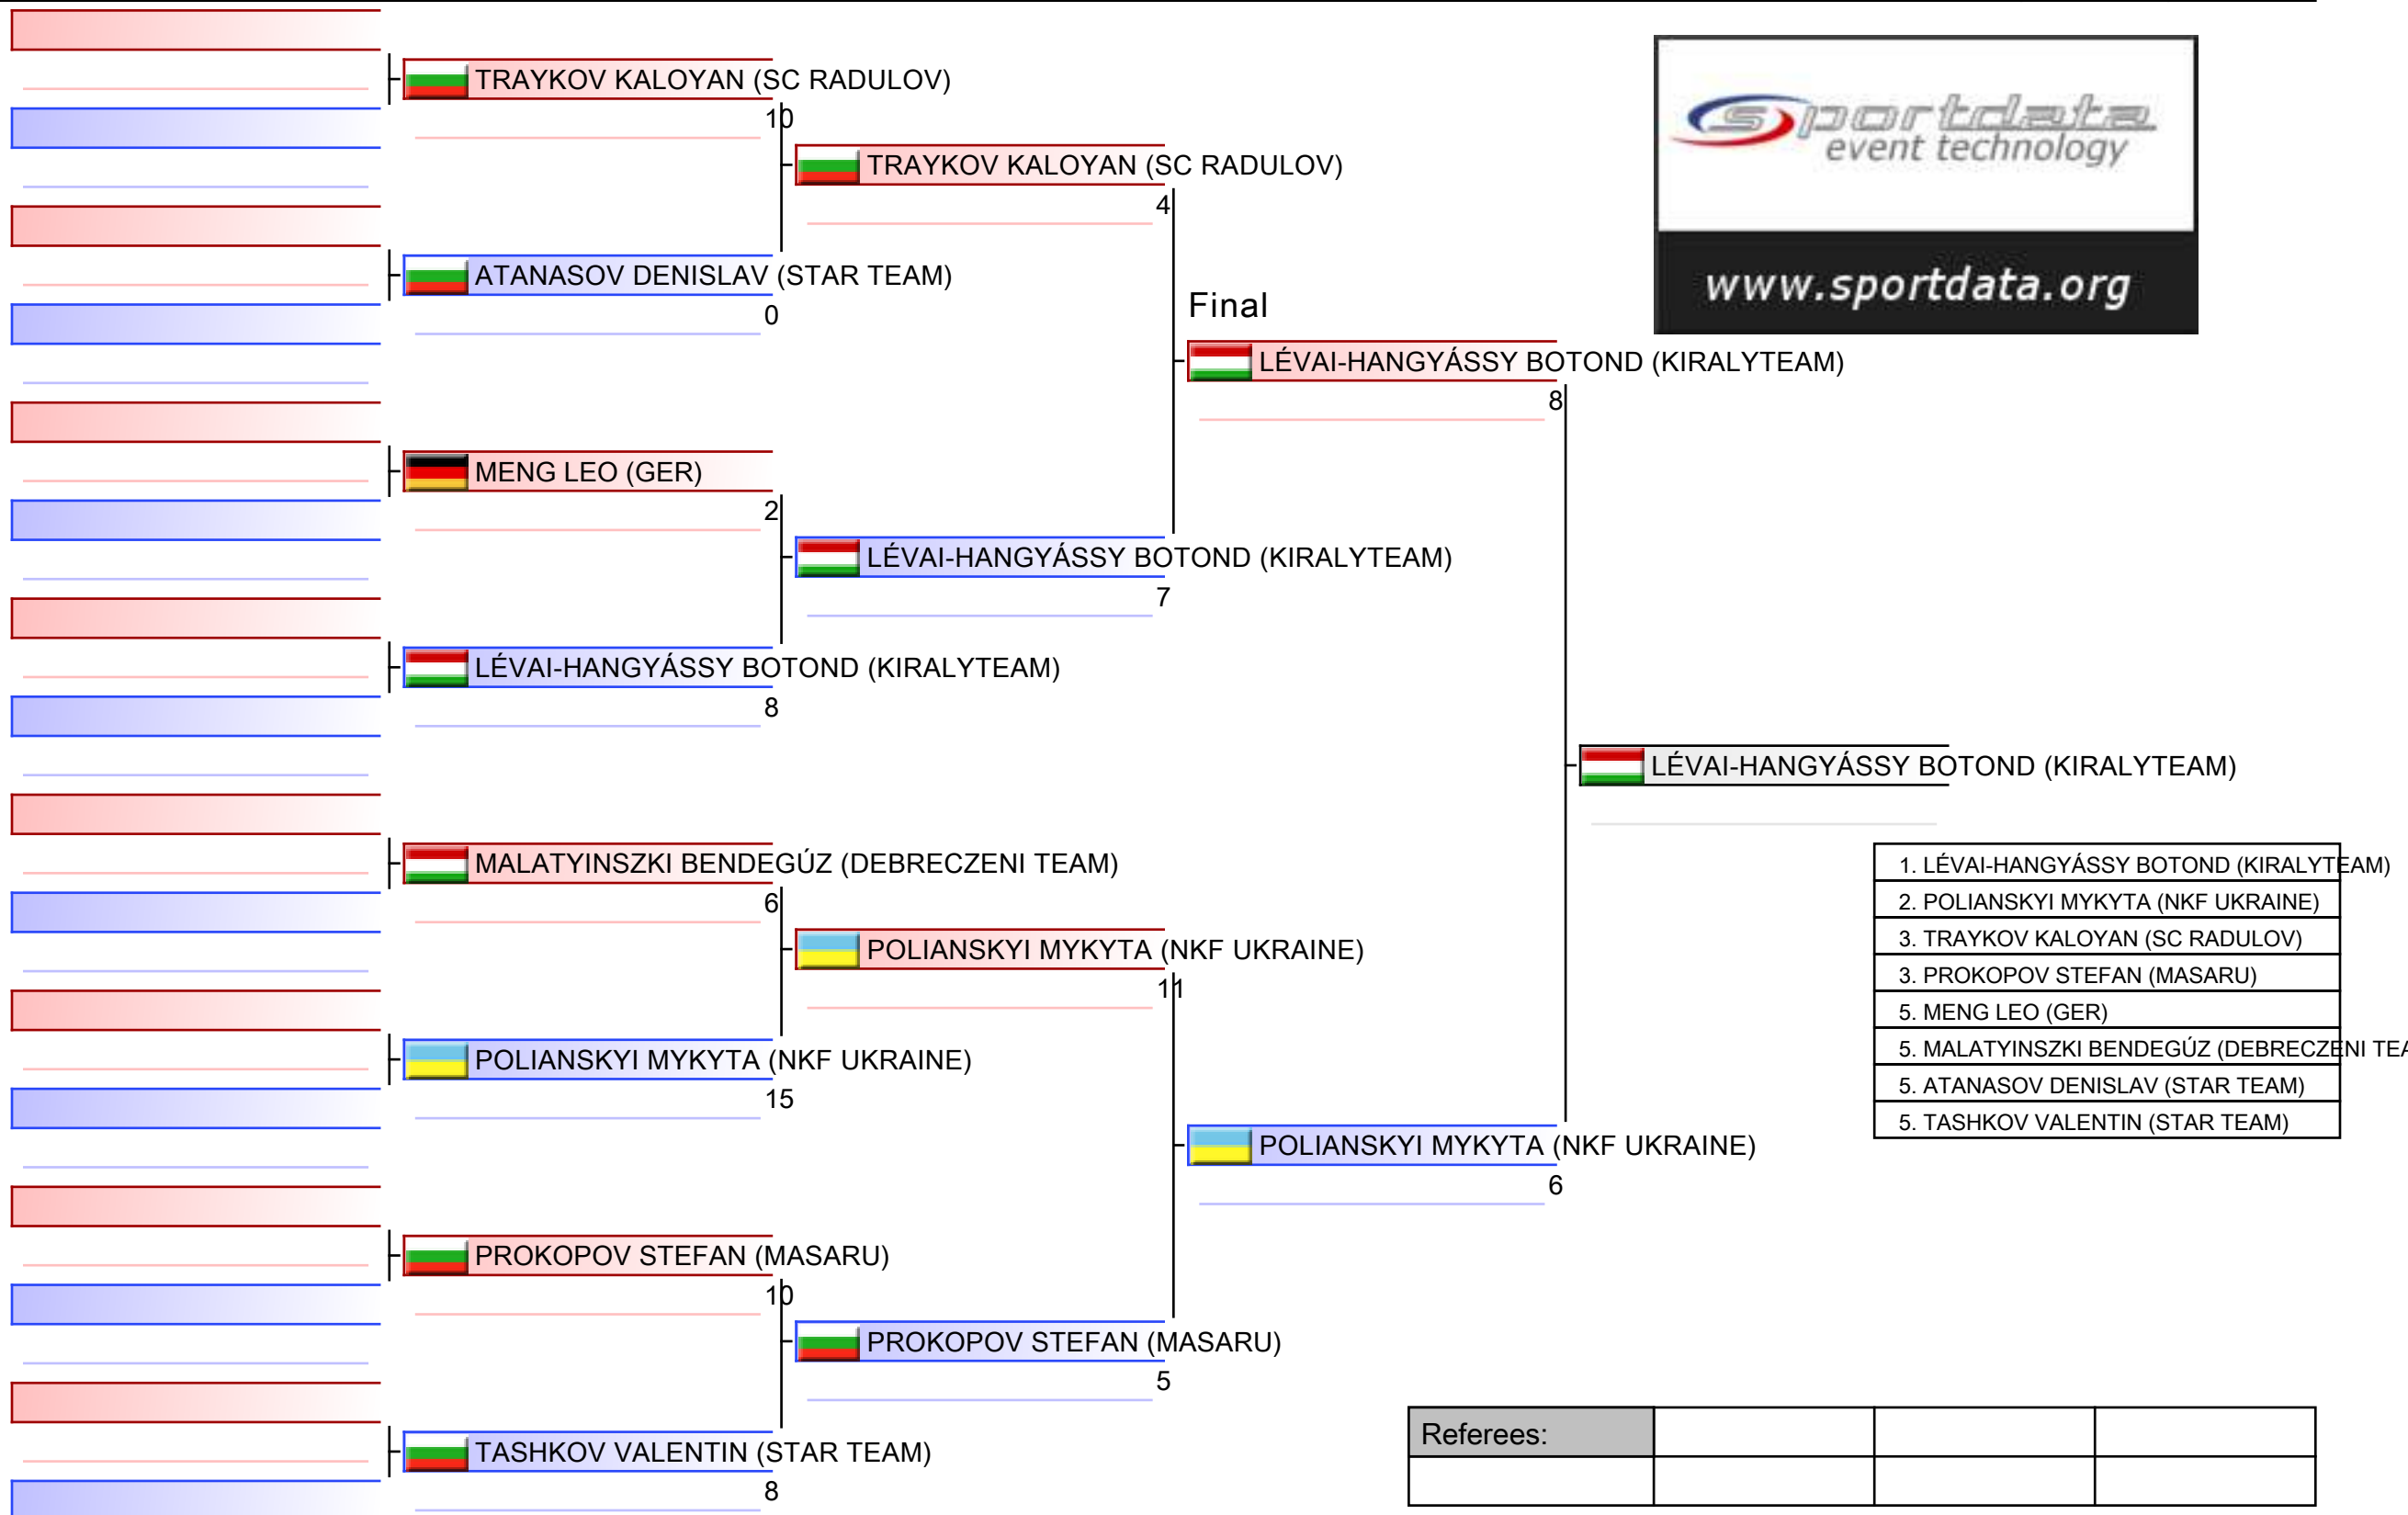 TRAYKOV KALOYAN (SC RADULOV)
10
ATANASOV DENISLAV (STAR TEAM)
0
MENG LEO (GER)
2
LÉVAI-HANGYÁSSY BOTOND (KIRALYTEAM)
8
MALATYINSZKI BENDEGÚZ (DEBRECZENI TEAM)
6
POLIANSKYI MYKYTA (NKF UKRAINE)
15
PROKOPOV STEFAN (MASARU)
10
TASHKOV VALENTIN (STAR TEAM)
8
TRAYKOV KALOYAN (SC RADULOV)
4
LÉVAI-HANGYÁSSY BOTOND (KIRALYTEAM)
7
POLIANSKYI MYKYTA (NKF UKRAINE)
11
PROKOPOV STEFAN (MASARU)
5
Final
LÉVAI-HANGYÁSSY BOTOND (KIRALYTEAM)
8
POLIANSKYI MYKYTA (NKF UKRAINE)
6
LÉVAI-HANGYÁSSY BOTOND (KIRALYTEAM)
sportdata
event technology
www.sportdata.org
1. LÉVAI-HANGYÁSSY BOTOND (KIRALYTEAM)
2. POLIANSKYI MYKYTA (NKF UKRAINE)
3. TRAYKOV KALOYAN (SC RADULOV)
3. PROKOPOV STEFAN (MASARU)
5. MENG LEO (GER)
5. MALATYINSZKI BENDEGÚZ (DEBRECZENI TEA
5. ATANASOV DENISLAV (STAR TEAM)
5. TASHKOV VALENTIN (STAR TEAM)
Referees: